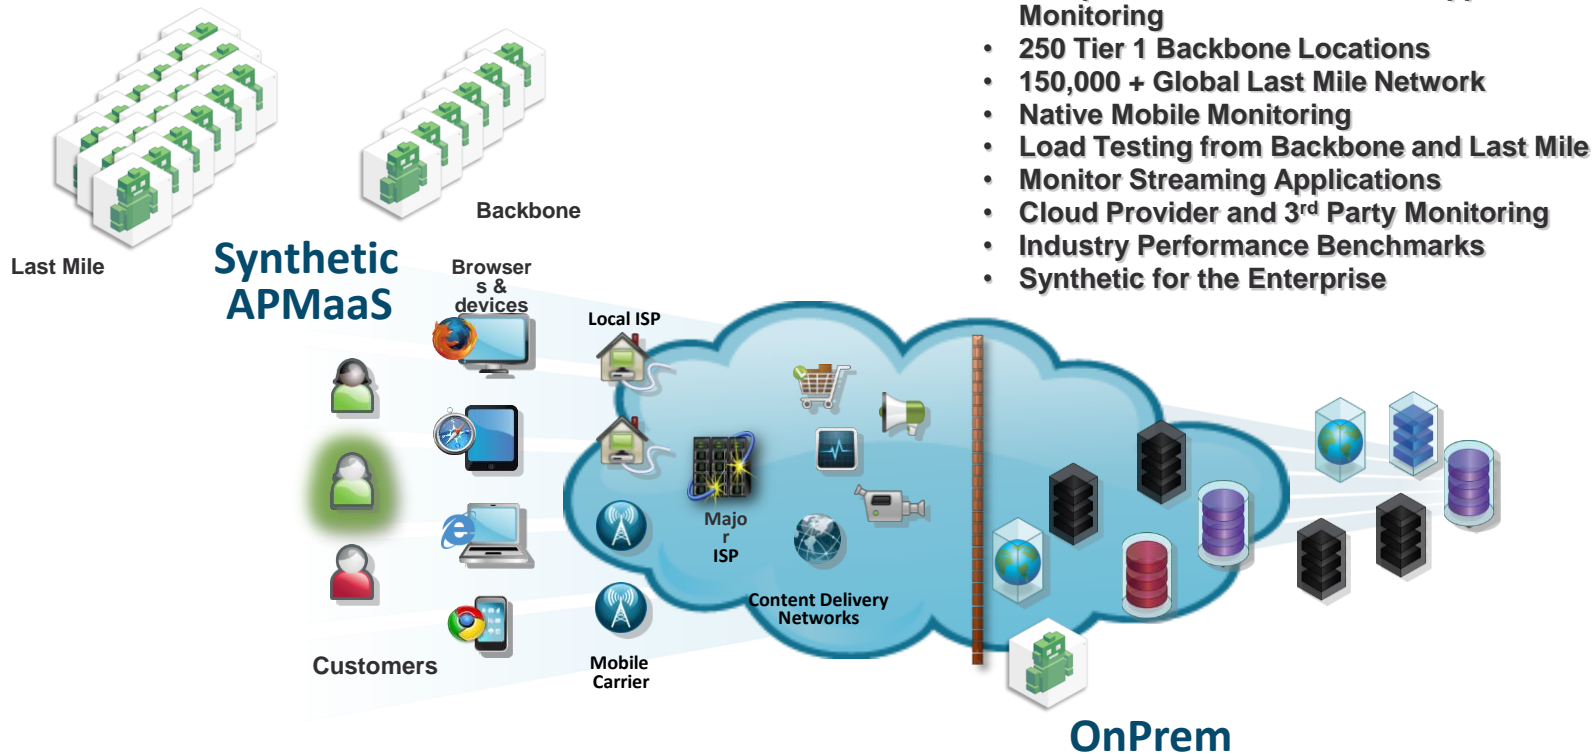 Monitoring
• 250 Tier 1 Backbone Locations
• 150,000 + Global Last Mile Network
• Native Mobile Monitoring
• Load Testing from Backbone and Last Mile
• Monitor Streaming Applications
• Cloud Provider and 3rd Party Monitoring
• Industry Performance Benchmarks
• Synthetic for the Enterprise
Backbone
Last Mile
Synthetic
APMaaS
Browser
s &
devices
Local ISP
Majo
r
ISP
Content Delivery
Networks
Customers
Mobile
Carrier
OnPrem